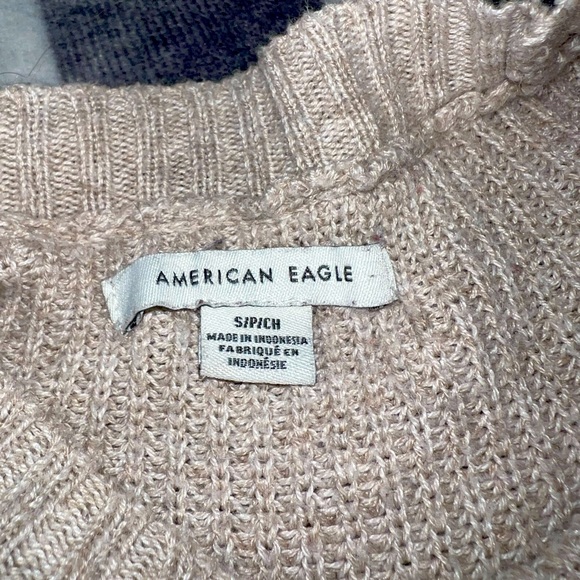 AMERICAN EAGLE
S/P/CH
MADE IN INDONESIA
FABRIQUÉ EN
INDONÉSIE